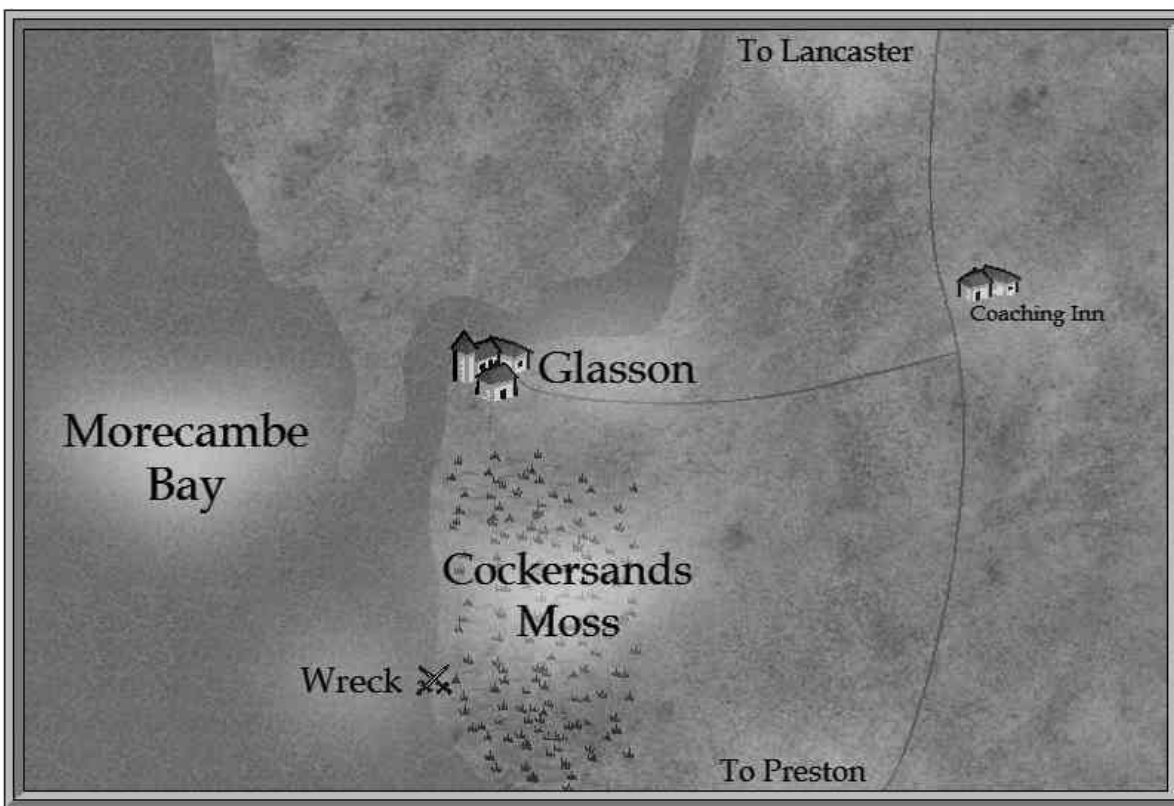 To Lancaster
Coaching Inn
Glasson
Morecambe
Bay
Cockersands
Moss
Wreck
To Preston